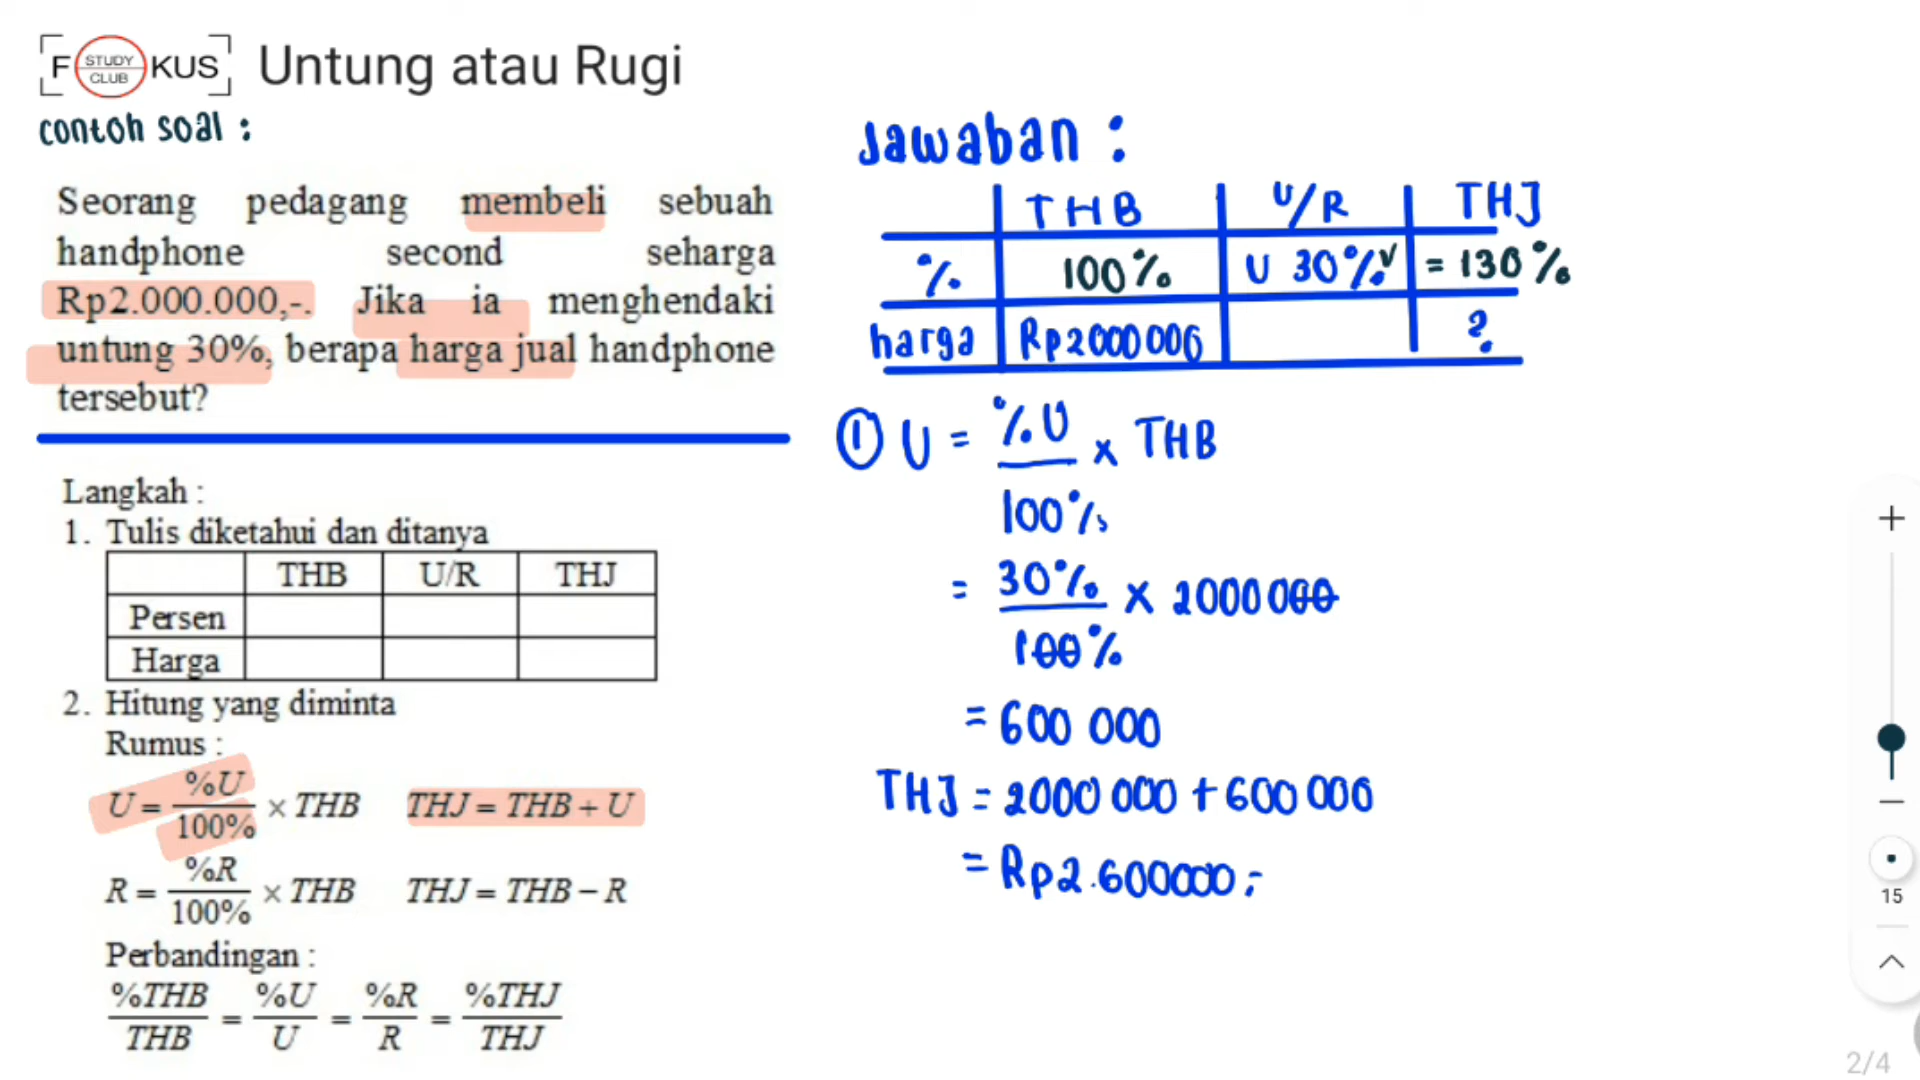 FOKUS STUDY CLUB Untung atau Rugi
contoh soal :
Seorang pedagang membeli sebuah
handphone second seharga
Rp2.000.000,-. Jika ia menghendaki
untung 30%, berapa harga jual handphone
tersebut?
Langkah :
1. Tulis diketahui dan ditanya
THB U/R THJ
Persen
Harga
2. Hitung yang diminta
Rumus :
U = %U/100% × THB THJ = THB + U
R = %R/100% × THB THJ = THB − R
Perbandingan :
%THB/THB = %U/U = %R/R = %THJ/THJ
Jawaban :
THB U/R THJ
% 100% U 30%✓ = 130%
harga Rp2000000 ?
① U = %U/100% × THB
= 30%/100% × 2000000
= 600 000
THJ = 2000 000 + 600 000
= Rp2.600000,-
15
2/4